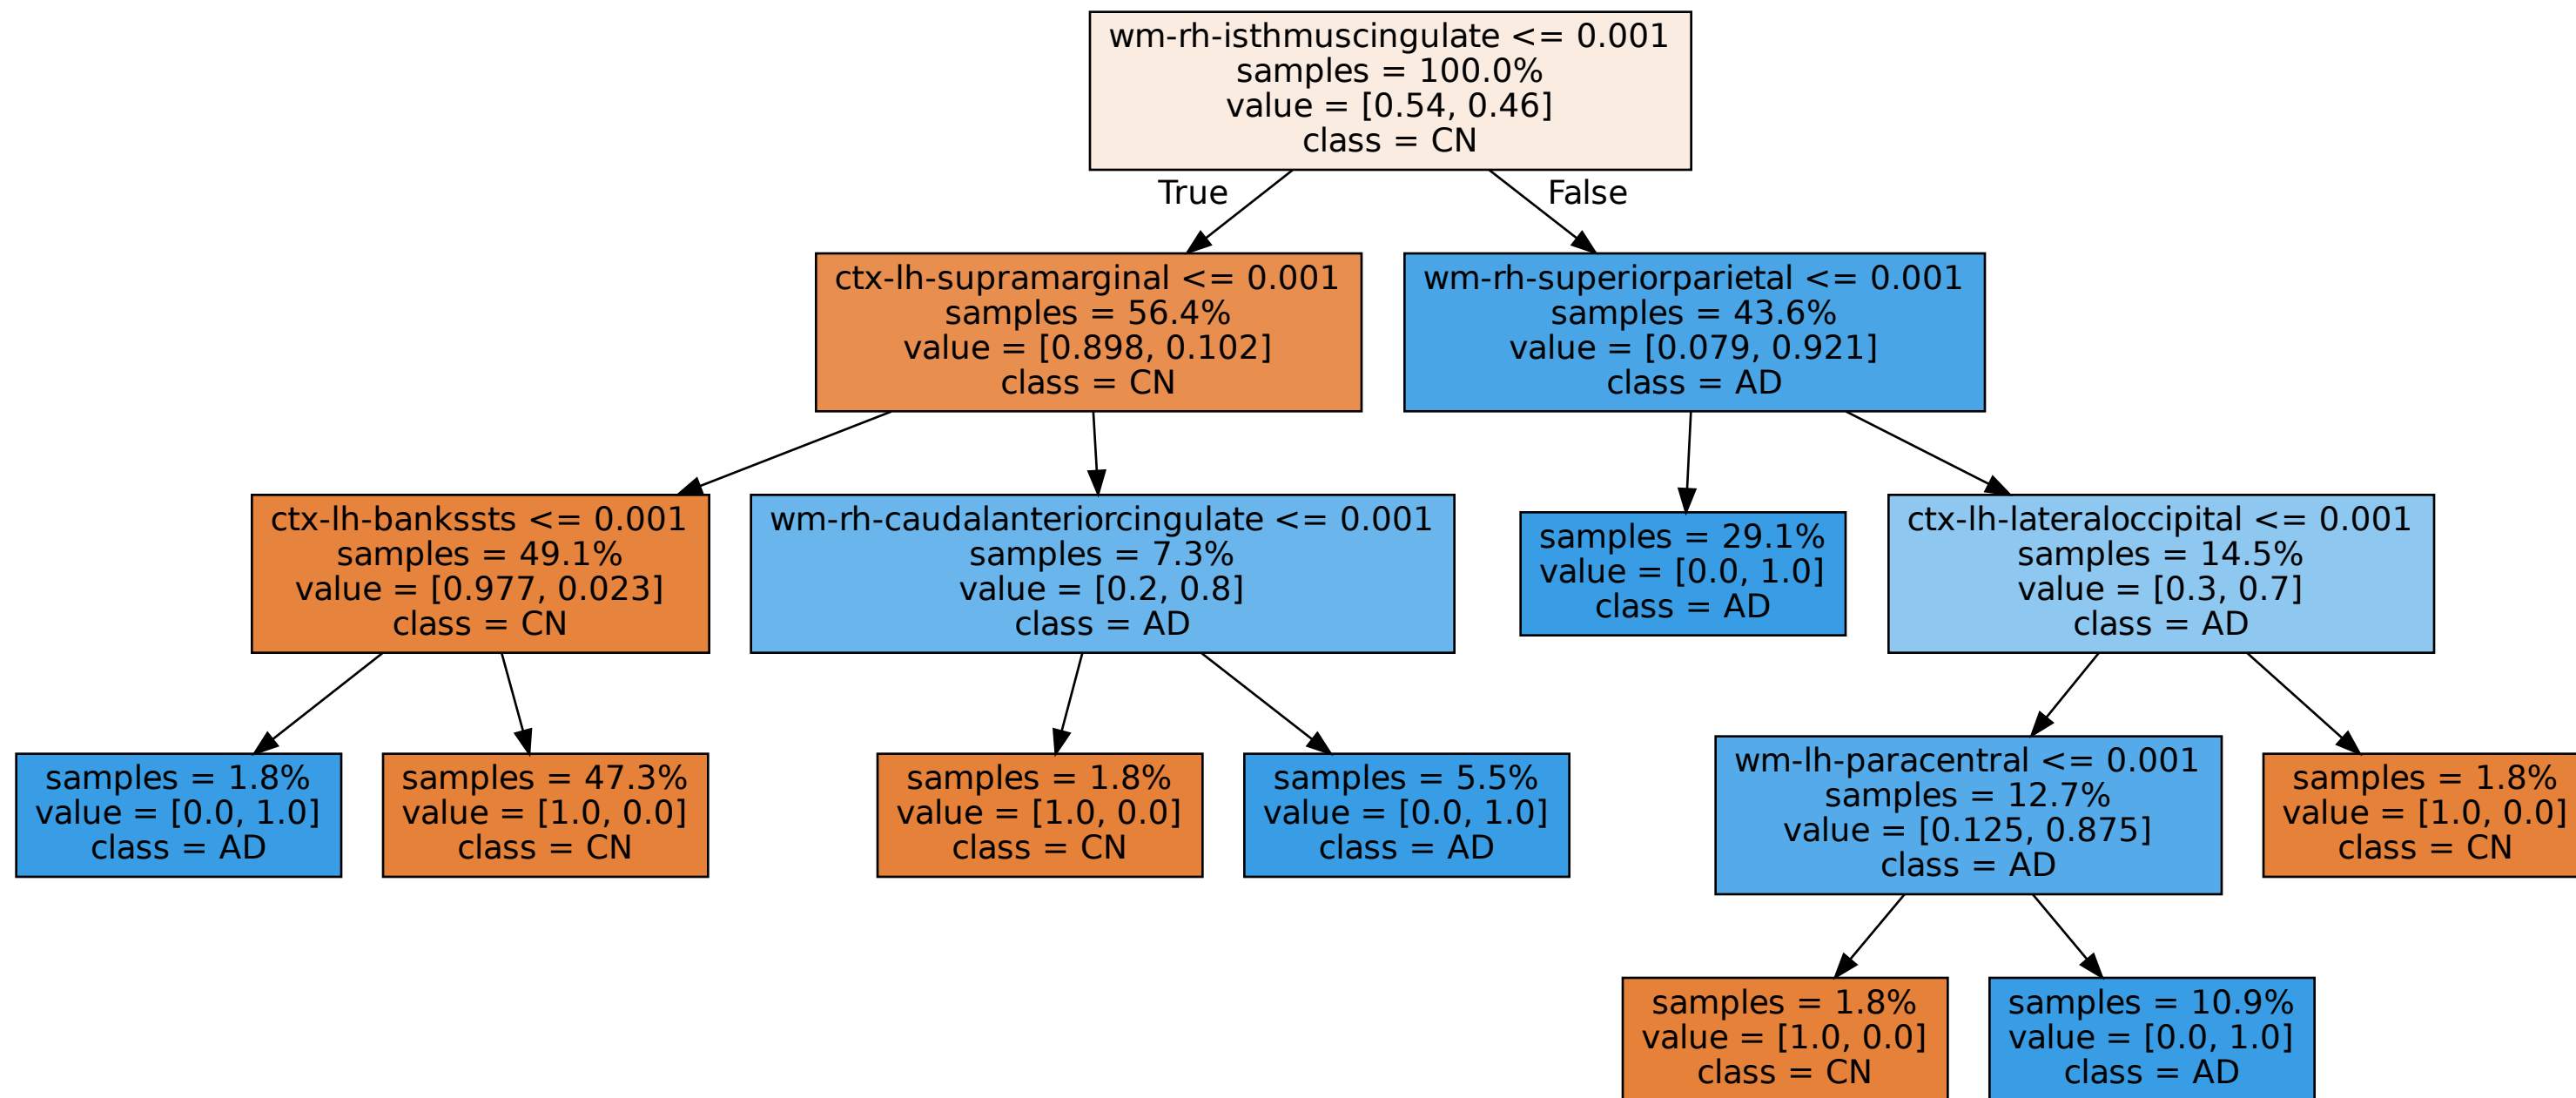 wm-rh-isthmuscingulate <= 0.001
samples = 100.0%
value = [0.54, 0.46]
class = CN
True
False
ctx-lh-supramarginal <= 0.001
samples = 56.4%
value = [0.898, 0.102]
class = CN
wm-rh-superiorparietal <= 0.001
samples = 43.6%
value = [0.079, 0.921]
class = AD
ctx-lh-bankssts <= 0.001
samples = 49.1%
value = [0.977, 0.023]
class = CN
wm-rh-caudalanteriorcingulate <= 0.001
samples = 7.3%
value = [0.2, 0.8]
class = AD
samples = 29.1%
value = [0.0, 1.0]
class = AD
ctx-lh-lateraloccipital <= 0.001
samples = 14.5%
value = [0.3, 0.7]
class = AD
samples = 1.8%
value = [0.0, 1.0]
class = AD
samples = 47.3%
value = [1.0, 0.0]
class = CN
samples = 1.8%
value = [1.0, 0.0]
class = CN
samples = 5.5%
value = [0.0, 1.0]
class = AD
wm-lh-paracentral <= 0.001
samples = 12.7%
value = [0.125, 0.875]
class = AD
samples = 1.8%
value = [1.0, 0.0]
class = CN
samples = 1.8%
value = [1.0, 0.0]
class = CN
samples = 10.9%
value = [0.0, 1.0]
class = AD